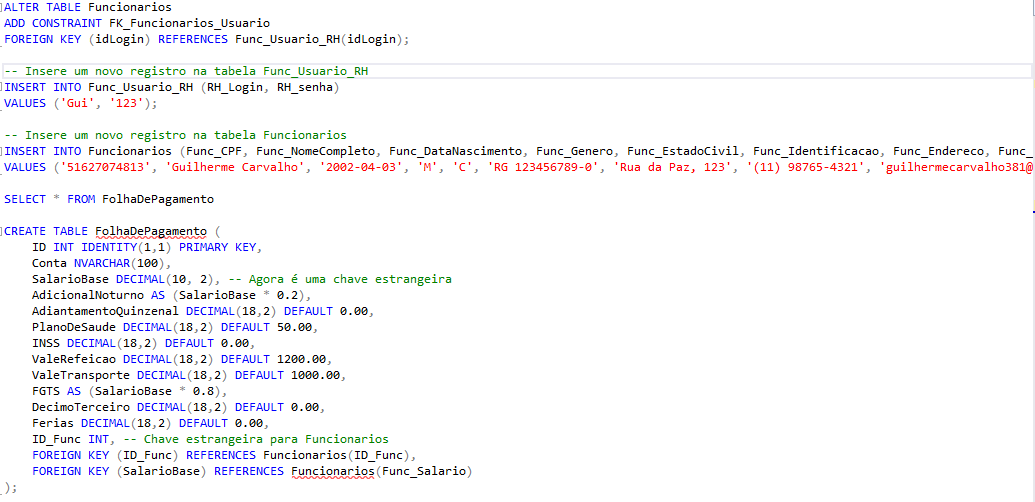 ALTER TABLE Funcionarios
ADD CONSTRAINT FK_Funcionarios_Usuario
FOREIGN KEY (idLogin) REFERENCES Func_Usuario_RH(idLogin);
-- Insere um novo registro na tabela Func_Usuario_RH
INSERT INTO Func_Usuario_RH (RH_Login, RH_senha)
VALUES ('Gui', '123');
-- Insere um novo registro na tabela Funcionarios
INSERT INTO Funcionarios (Func_CPF, Func_NomeCompleto, Func_DataNascimento, Func_Genero, Func_EstadoCivil, Func_Identificacao, Func_Endereco, Func_
VALUES ('51627074813', 'Guilherme Carvalho', '2002-04-03', 'M', 'C', 'RG 123456789-0', 'Rua da Paz, 123', '(11) 98765-4321', 'guilhermecarvalho381@
SELECT * FROM FolhaDePagamento
CREATE TABLE FolhaDePagamento (
ID INT IDENTITY(1,1) PRIMARY KEY,
Conta NVARCHAR(100),
SalarioBase DECIMAL(10, 2), -- Agora é uma chave estrangeira
AdicionalNoturno AS (SalarioBase * 0.2),
AdiantamentoQuinzenal DECIMAL(18,2) DEFAULT 0.00,
PlanoDeSaude DECIMAL(18,2) DEFAULT 50.00,
INSS DECIMAL(18,2) DEFAULT 0.00,
ValeRefeicao DECIMAL(18,2) DEFAULT 1200.00,
ValeTransporte DECIMAL(18,2) DEFAULT 1000.00,
FGTS AS (SalarioBase * 0.8),
DecimoTerceiro DECIMAL(18,2) DEFAULT 0.00,
Ferias DECIMAL(18,2) DEFAULT 0.00,
ID_Func INT, -- Chave estrangeira para Funcionarios
FOREIGN KEY (ID_Func) REFERENCES Funcionarios(ID_Func),
FOREIGN KEY (SalarioBase) REFERENCES Funcionarios(Func_Salario)
);